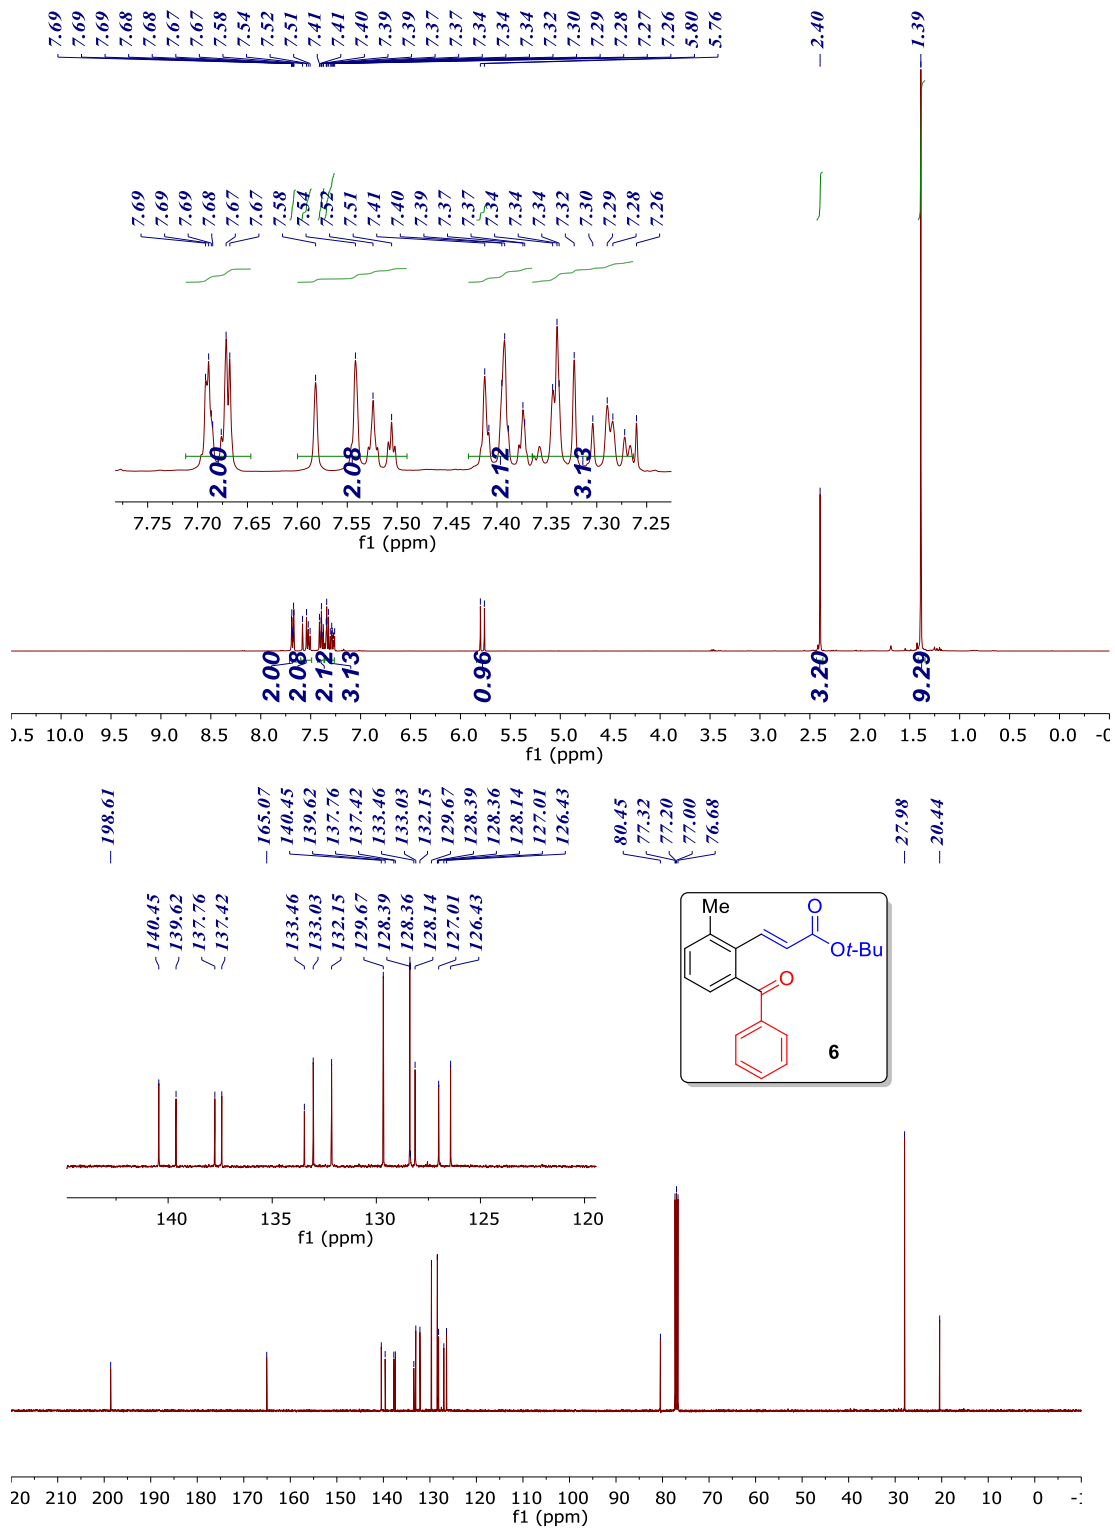 7.69 7.69 7.69 7.68 7.68 7.67 7.67 7.58 7.54 7.52 7.51 7.41 7.41 7.40 7.39 7.39 7.37 7.37 7.34 7.34 7.34 7.32 7.30 7.29 7.28 7.27 7.26 5.80 5.76 2.40 1.39
7.69 7.69 7.69 7.68 7.67 7.67 7.58 7.54 7.52 7.51 7.41 7.40 7.39 7.37 7.37 7.34 7.34 7.34 7.32 7.30 7.29 7.28 7.26
2.00 2.08 2.12 3.13
7.75 7.70 7.65 7.60 7.55 7.50 7.45 7.40 7.35 7.30 7.25
f1 (ppm)
2.00 2.08 2.12 3.13 0.96 3.20 9.29
0.5 10.0 9.5 9.0 8.5 8.0 7.5 7.0 6.5 6.0 5.5 5.0 4.5 4.0 3.5 3.0 2.5 2.0 1.5 1.0 0.5 0.0 -0
f1 (ppm)
198.61 165.07 140.45 139.62 137.76 137.42 133.46 133.03 132.15 129.67 128.39 128.36 128.14 127.01 126.43 80.45 77.32 77.20 77.00 76.68 27.98 20.44
140.45 139.62 137.76 137.42 133.46 133.03 132.15 129.67 128.39 128.36 128.14 127.01 126.43
Me
O
Ot-Bu
O
6
140 135 130 125 120
f1 (ppm)
20 210 200 190 180 170 160 150 140 130 120 110 100 90 80 70 60 50 40 30 20 10 0 -1
f1 (ppm)